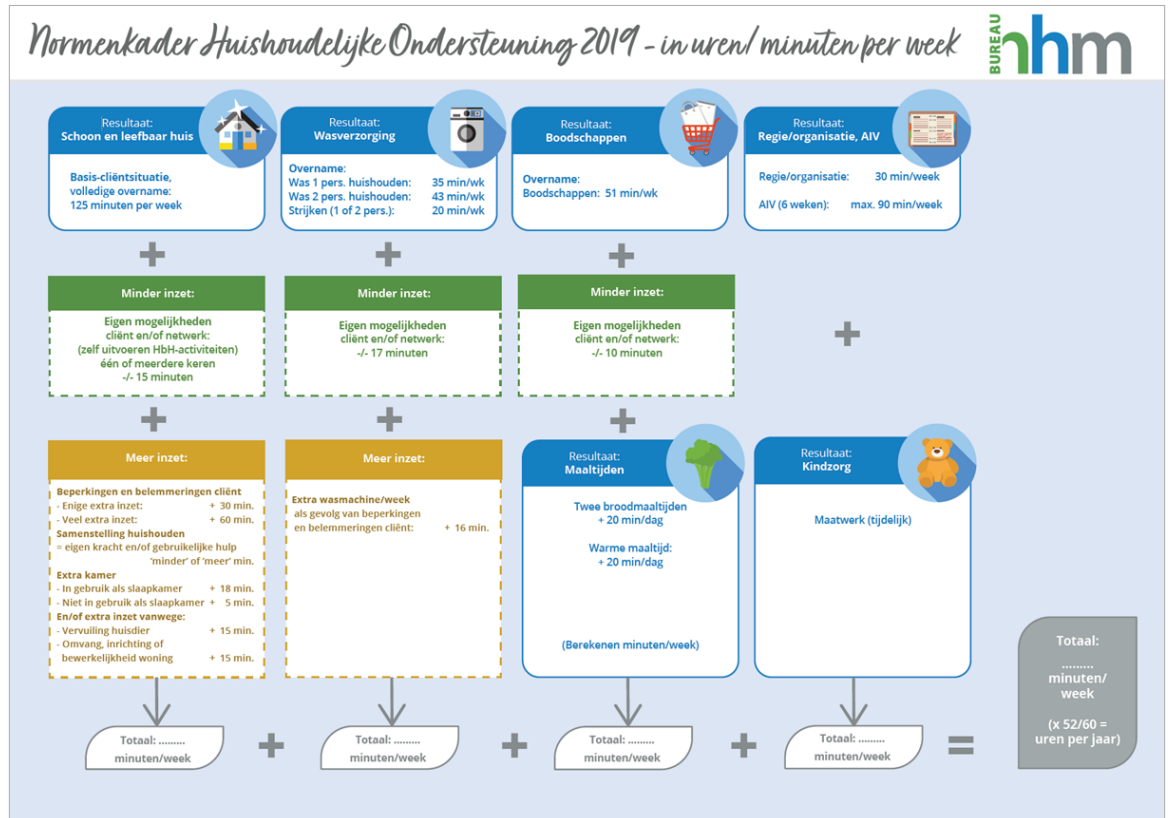 Normenkader Huishoudelijke Ondersteuning 2019 - in uren/ minuten per week
BUREAU
nhm
Resultaat:
Schoon en leefbaar huis
Basis-cliëntsituatie,
volledige overname:
125 minuten per week
Resultaat:
Wasverzorging
Overname:
Was 1 pers. huishouden: 35 min/wk
Was 2 pers. huishouden: 43 min/wk
Strijken (1 of 2 pers.): 20 min/wk
Resultaat:
Boodschappen
Overname:
Boodschappen: 51 min/wk
Resultaat:
Regie/organisatie, AIV
Regie/organisatie: 30 min/week
AIV (6 weken): max. 90 min/week
+
+
+
Minder inzet:
Eigen mogelijkheden
cliënt en/of netwerk:
(zelf uitvoeren HbH-activiteiten)
één of meerdere keren
-/- 15 minuten
Minder inzet:
Eigen mogelijkheden
cliënt en/of netwerk:
-/- 17 minuten
Minder inzet:
Eigen mogelijkheden
cliënt en/of netwerk:
-/- 10 minuten
+
+
+
+
Meer inzet:
Beperkingen en belemmeringen cliënt
- Enige extra inzet: + 30 min.
- Veel extra inzet: + 60 min.
Samenstelling huishouden
= eigen kracht en/of gebruikelijke hulp
'minder' of 'meer' min.
Extra kamer
- In gebruik als slaapkamer + 18 min.
- Niet in gebruik als slaapkamer + 5 min.
En/of extra inzet vanwege:
- Vervuiling huisdier + 15 min.
- Omvang, inrichting of
bewerkelijkheid woning + 15 min.
Meer inzet:
Extra wasmachine/week
als gevolg van beperkingen
en belemmeringen cliënt: + 16 min.
Resultaat:
Maaltijden
Twee broodmaaltijden
+ 20 min/dag
Warme maaltijd:
+ 20 min/dag
(Berekenen minuten/week)
Resultaat:
Kindzorg
Maatwerk (tijdelijk)
Totaal: .........
minuten/week
+
Totaal: .........
minuten/week
+
Totaal: .........
minuten/week
+
Totaal: .........
minuten/week
=
Totaal:
.........
minuten/
week
(x 52/60 =
uren per jaar)